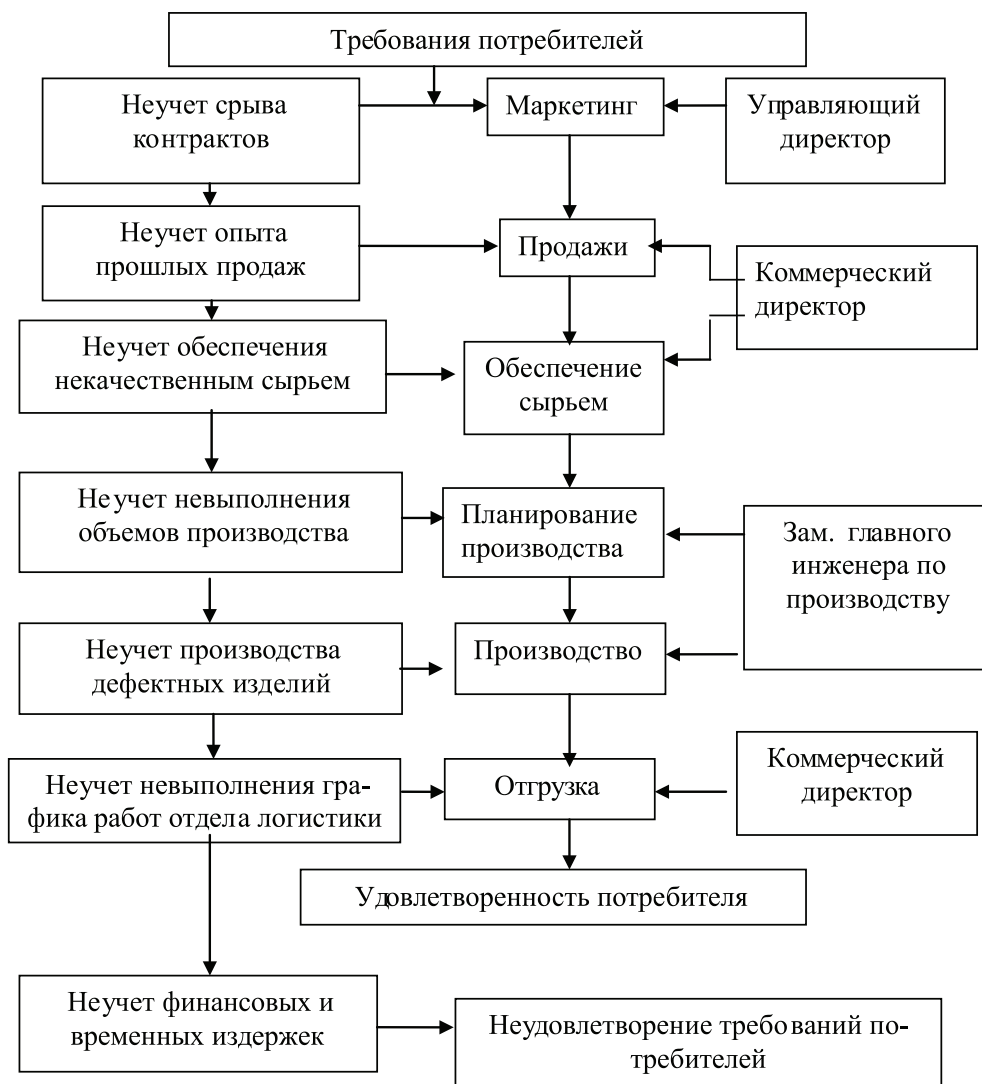 Требования потребителей
Неучет срыва
контрактов
Маркетинг
Управляющий
директор
Неучет опыта
прошлых продаж
Продажи
Коммерческий
директор
Неучет обеспечения
некачественным сырьем
Обеспечение
сырьем
Неучет невыполнения
объемов производства
Планирование
производства
Зам. главного
инженера по
производству
Неучет производства
дефектных изделий
Производство
Неучет невыполнения гра-
фика работ отдела логистики
Отгрузка
Коммерческий
директор
Удовлетворенность потребителя
Неучет финансовых и
временных издержек
Неудовлетворение требований по-
требителей